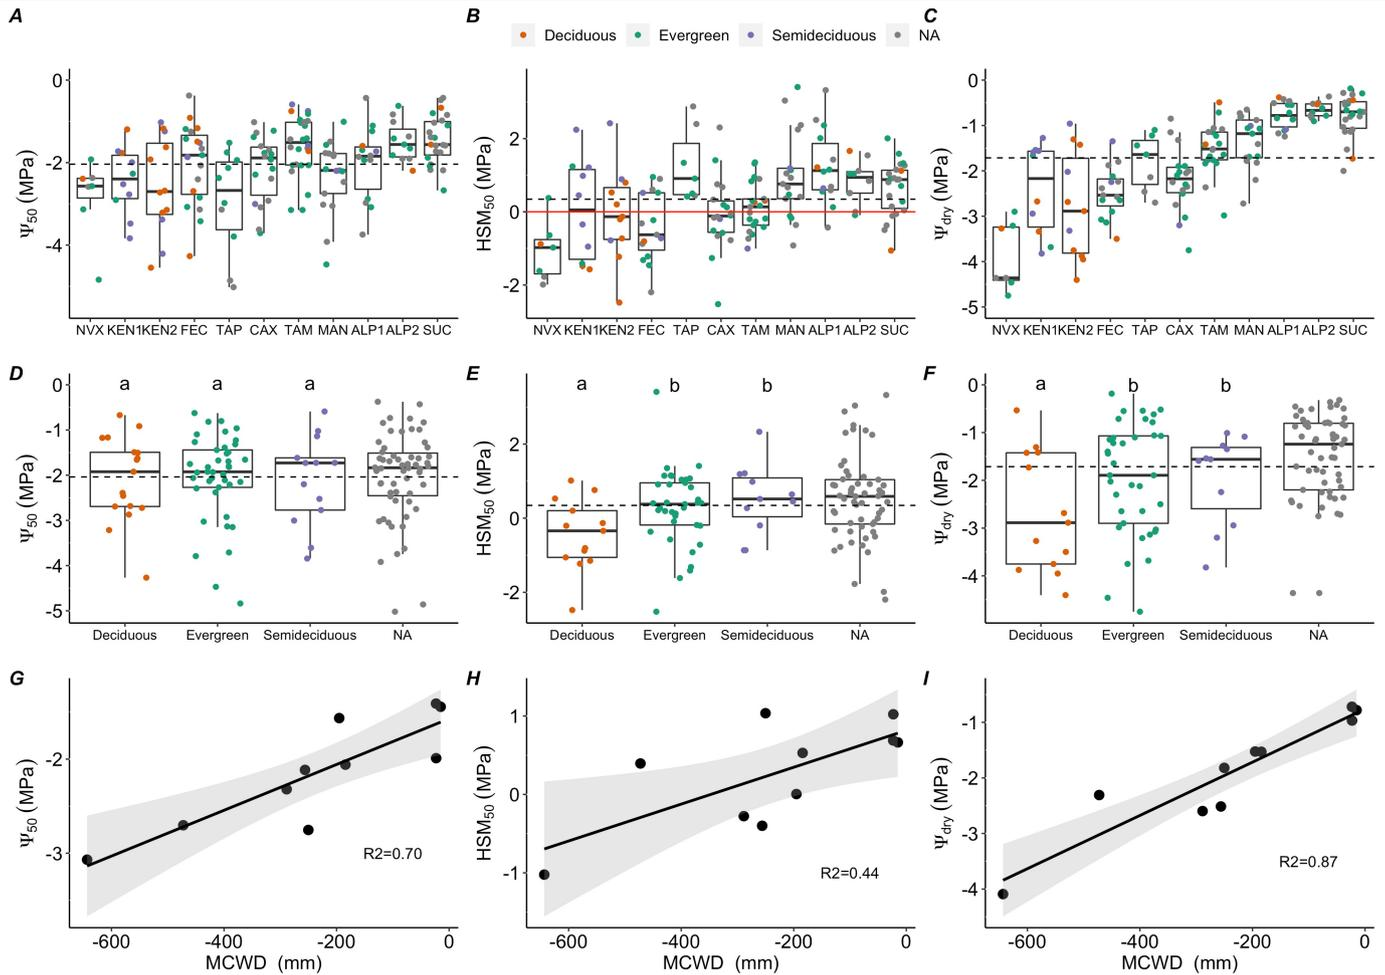 A
B
C
Deciduous Evergreen Semideciduous NA
0
-2
-4
Ψ50 (MPa)
NVX KEN1 KEN2 FEC TAP CAX TAM MAN ALP1 ALP2 SUC
2
0
-2
HSM50 (MPa)
NVX KEN1 KEN2 FEC TAP CAX TAM MAN ALP1 ALP2 SUC
0
-1
-2
-3
-4
-5
Ψdry (MPa)
NVX KEN1 KEN2 FEC TAP CAX TAM MAN ALP1 ALP2 SUC
D
a a a
0
-1
-2
-3
-4
-5
Ψ50 (MPa)
Deciduous Evergreen Semideciduous NA
E
a b b
2
0
-2
HSM50 (MPa)
Deciduous Evergreen Semideciduous NA
F
a b b
0
-1
-2
-3
-4
Ψdry (MPa)
Deciduous Evergreen Semideciduous NA
G
-2
-3
Ψ50 (MPa)
R2=0.70
-600 -400 -200 0
MCWD (mm)
H
1
0
-1
HSM50 (MPa)
R2=0.44
-600 -400 -200 0
MCWD (mm)
I
-1
-2
-3
-4
Ψdry (MPa)
R2=0.87
-600 -400 -200 0
MCWD (mm)